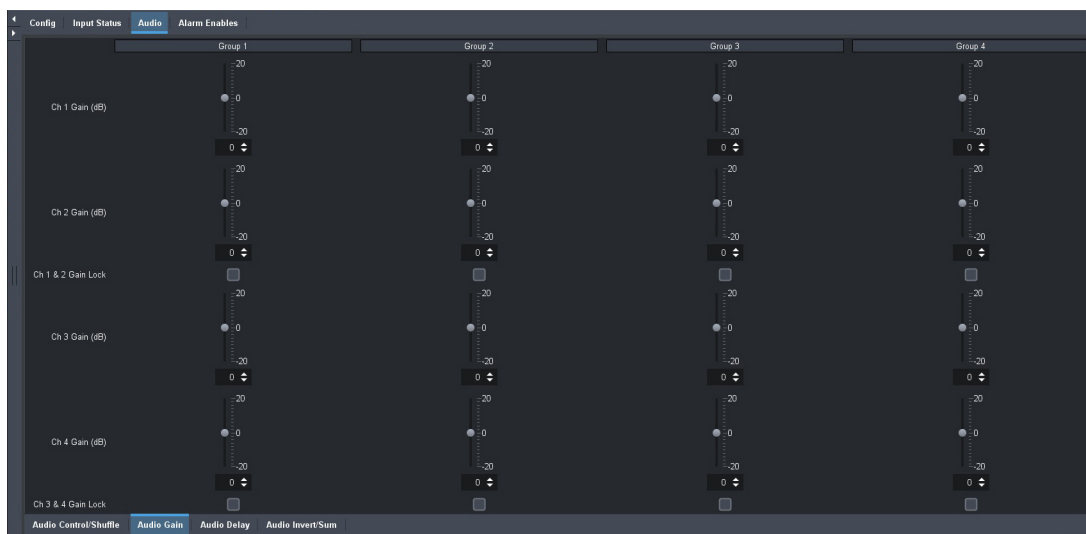 Config Input Status Audio Alarm Enables
Group 1 Group 2 Group 3 Group 4
20 20 20 20
Ch 1 Gain (dB) 0 0 0 0
-20 -20 -20 -20
0 0 0 0
20 20 20 20
Ch 2 Gain (dB) 0 0 0 0
-20 -20 -20 -20
0 0 0 0
Ch 1 & 2 Gain Lock
20 20 20 20
Ch 3 Gain (dB) 0 0 0 0
-20 -20 -20 -20
0 0 0 0
20 20 20 20
Ch 4 Gain (dB) 0 0 0 0
-20 -20 -20 -20
0 0 0 0
Ch 3 & 4 Gain Lock
Audio Control/Shuffle Audio Gain Audio Delay Audio Invert/Sum